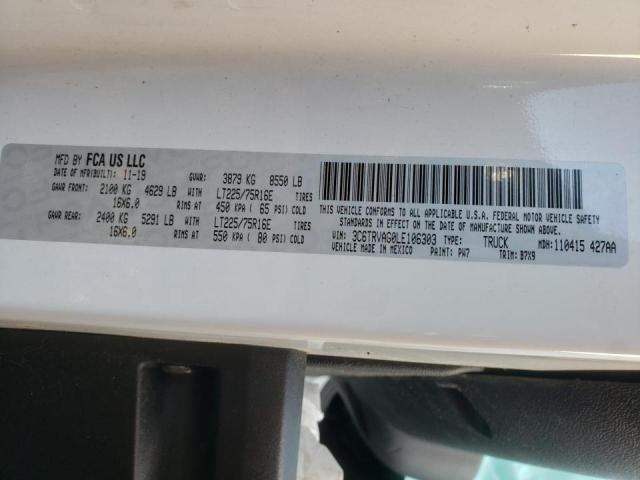 MFD BY FCA US LLC
DATE OF MFR(BUILT): 11-19 GVWR: 3879 KG 8550 LB
GAWR FRONT: 2100 KG 4629 LB WITH LT225/75R16E TIRES
16X6.0 RIMS AT 450 KPA ( 65 PSI) COLD
GAWR REAR: 2400 KG 5291 LB WITH LT225/75R16E TIRES
16X6.0 RIMS AT 550 KPA ( 80 PSI) COLD
THIS VEHICLE CONFORMS TO ALL APPLICABLE U.S.A. FEDERAL MOTOR VEHICLE SAFETY
STANDARDS IN EFFECT ON THE DATE OF MANUFACTURE SHOWN ABOVE.
VIN: 3C6TRVAG0LE106303 TYPE: TRUCK MDH: 110415 427AA
VEHICLE MADE IN MEXICO PAINT: PW7 TRIM: B7X9